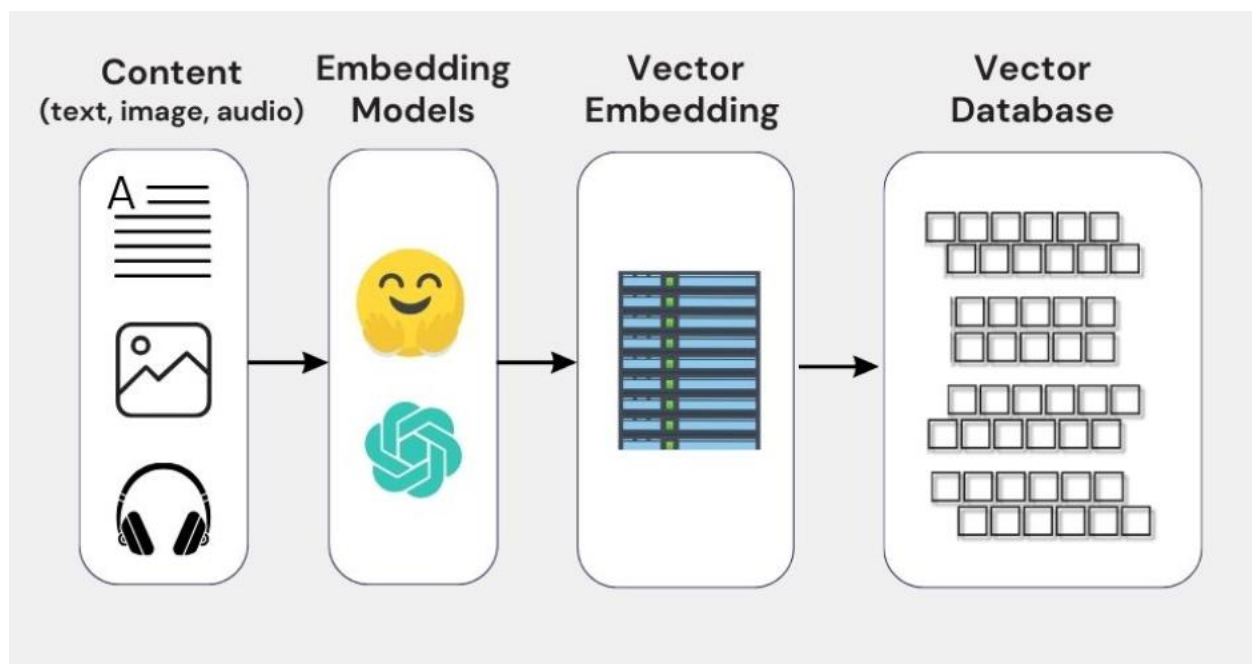 Content
(text, image, audio)
Embedding
Models
Vector
Embedding
Vector
Database
A